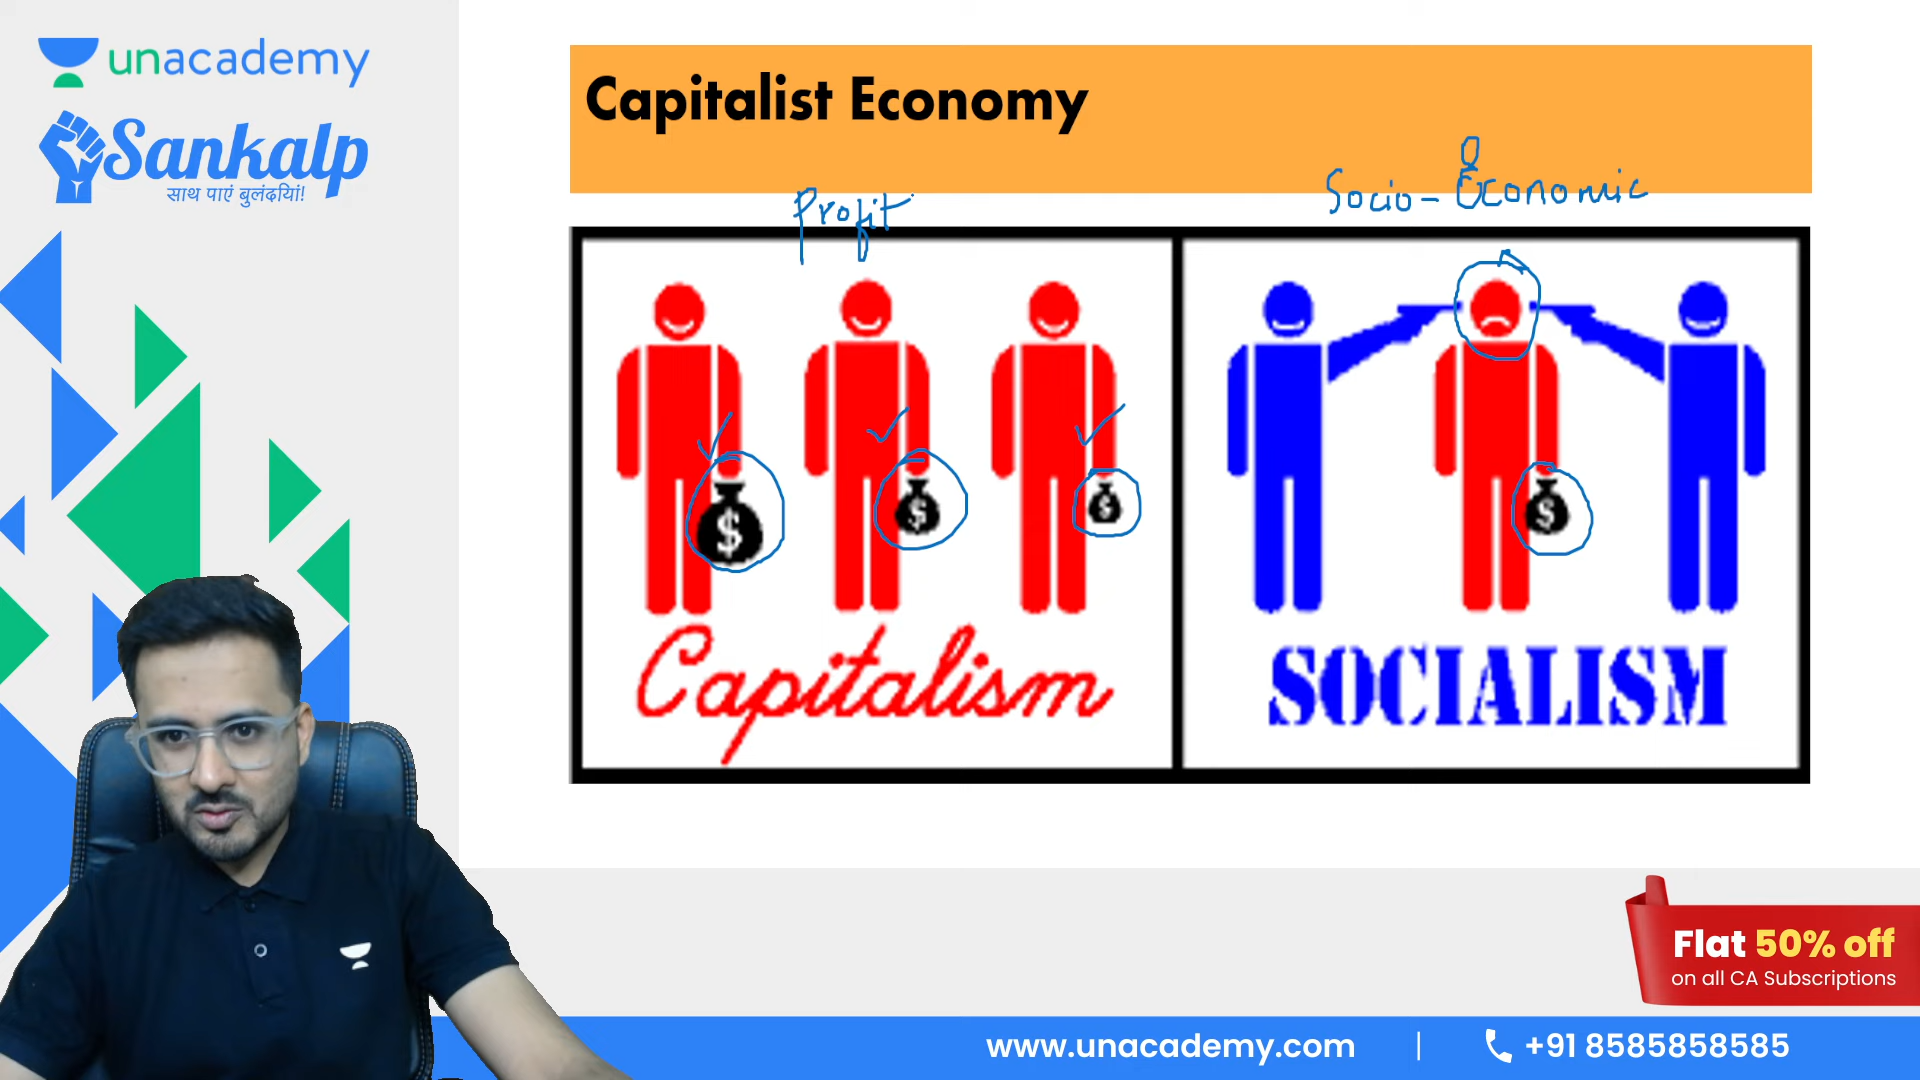 unacademy
Sankalp
साथ पाएं बुलंदियां!
Capitalist Economy
Profit
Socio-Economic
$
$
$
$
Capitalism
SOCIALISM
Flat 50% off
on all CA Subscriptions
www.unacademy.com | +91 8585858585